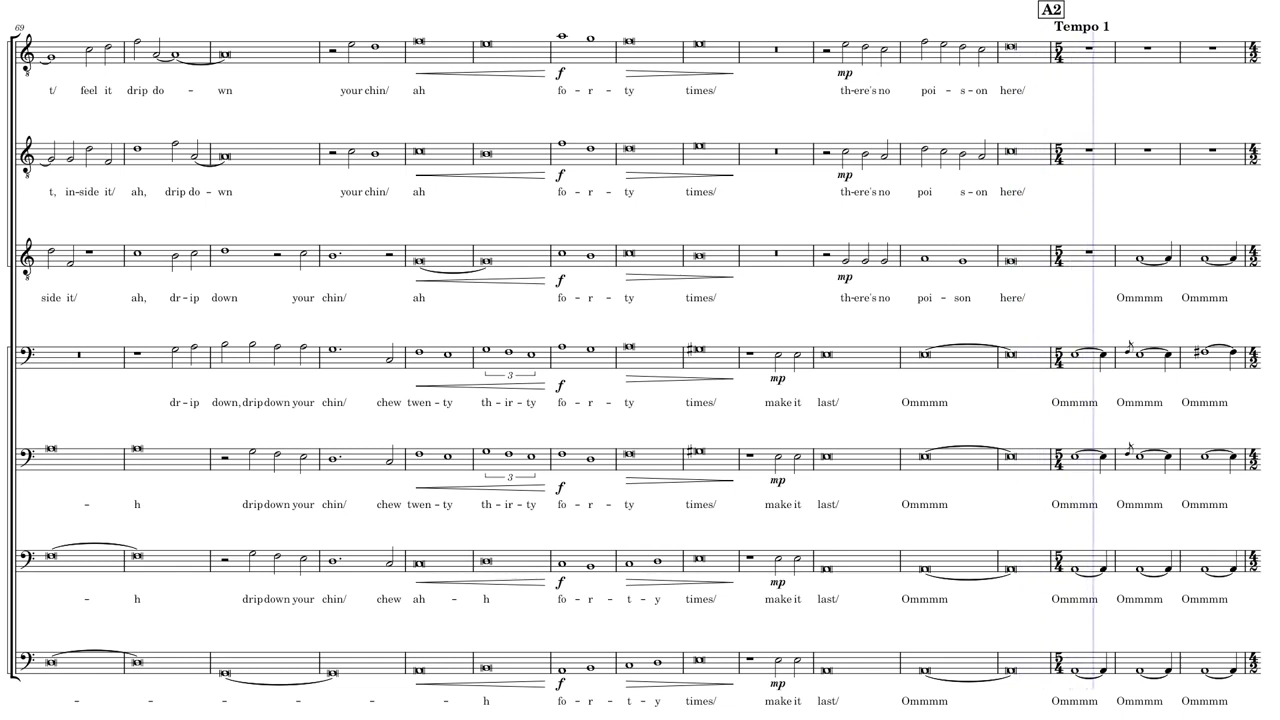 A2
69
Tempo 1
t/ feel it drip do - wn your chin/ ah fo - r - ty times/ th-ere's no poi - s - on here/
t, in-side it/ ah, drip do - wn your chin/ ah fo - r - ty times/ th-ere's no poi s - on here/
side it/ ah, dr - ip down your chin/ ah fo - r - ty times/ th-ere's no poi - son here/ Ommmm Ommmm
dr - ip down, drip down your chin/ chew twen - ty th - ir - ty fo - r - ty times/ make it last/ Ommmm Ommmm Ommmm Ommmm
- h drip down your chin/ chew twen - ty th - ir - ty fo - r - ty times/ make it last/ Ommmm Ommmm Ommmm Ommmm
- h drip down your chin/ chew ah - h fo - r - t - y times/ make it last/ Ommmm Ommmm Ommmm Ommmm
- - - - - h fo - r - t - y times/ make it last/ Ommmm Ommmm Ommmm Ommmm